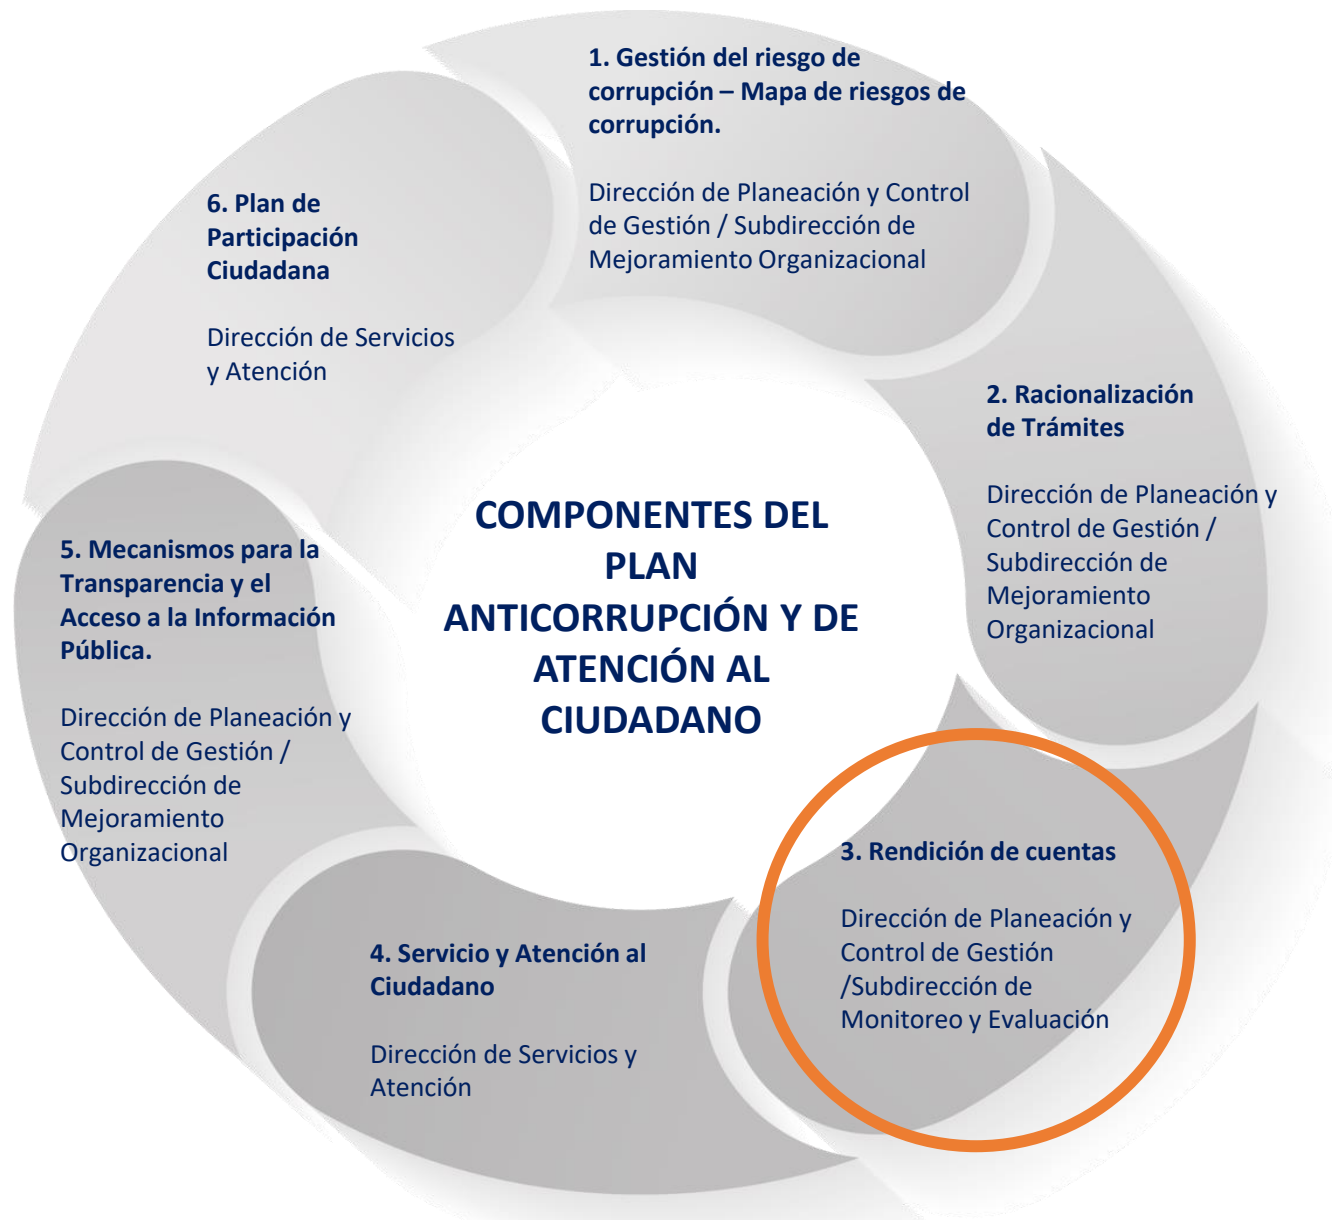 1. Gestión del riesgo de
corrupción – Mapa de riesgos de
corrupción.
Dirección de Planeación y Control
de Gestión / Subdirección de
Mejoramiento Organizacional
2. Racionalización
de Trámites
Dirección de Planeación y
Control de Gestión /
Subdirección de
Mejoramiento
Organizacional
3. Rendición de cuentas
Dirección de Planeación y
Control de Gestión
/Subdirección de
Monitoreo y Evaluación
4. Servicio y Atención al
Ciudadano
Dirección de Servicios y
Atención
5. Mecanismos para la
Transparencia y el
Acceso a la Información
Pública.
Dirección de Planeación y
Control de Gestión /
Subdirección de
Mejoramiento
Organizacional
6. Plan de
Participación
Ciudadana
Dirección de Servicios
y Atención
COMPONENTES DEL
PLAN
ANTICORRUPCIÓN Y DE
ATENCIÓN AL
CIUDADANO